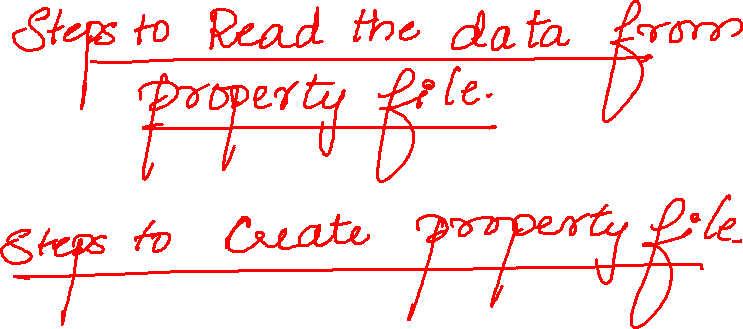 Steps to Read the data from
property file.
Steps to Create property file.